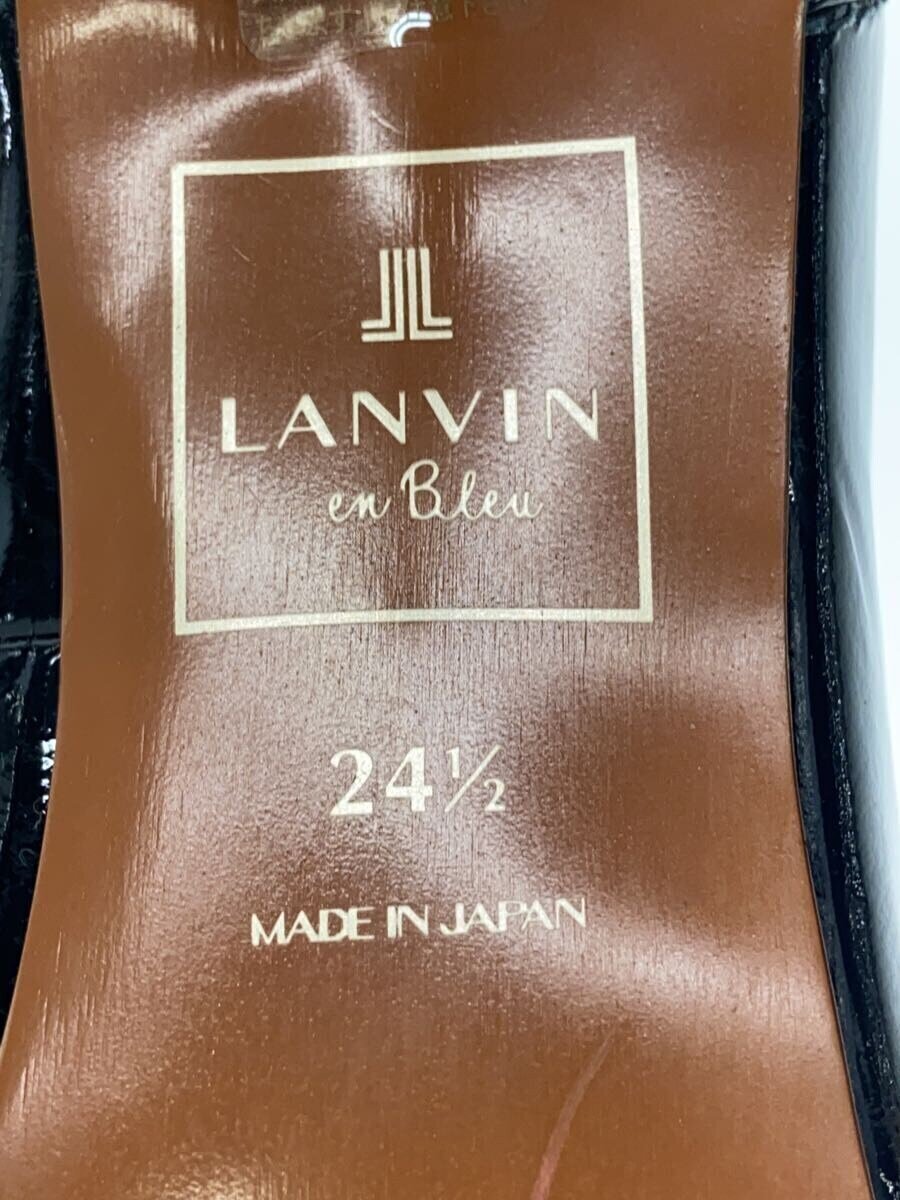 LANVIN
en Bleu
24½
MADE IN JAPAN